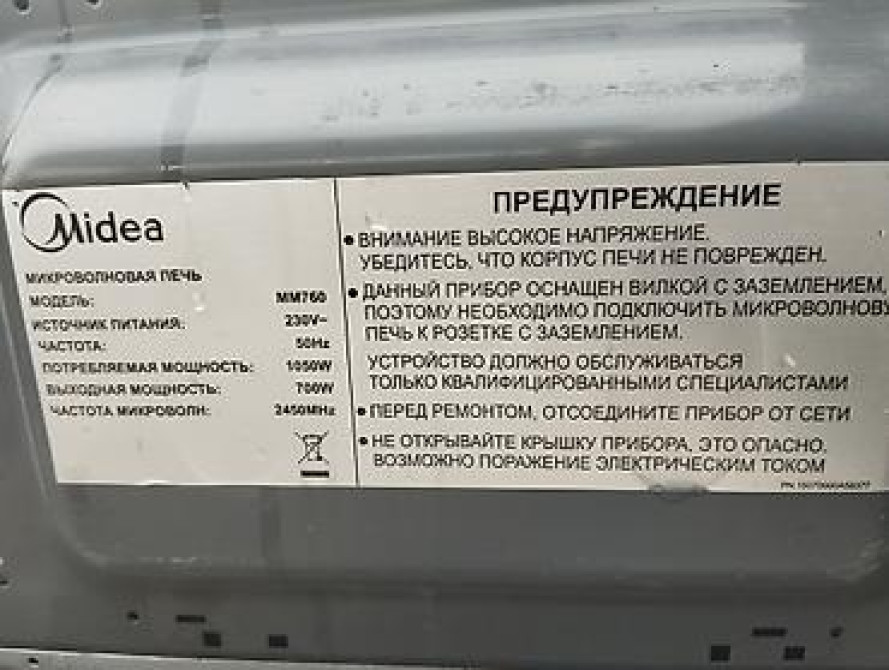 Midea
МИКРОВОЛНОВАЯ ПЕЧЬ
МОДЕЛЬ: MM760
ИСТОЧНИК ПИТАНИЯ: 230V~
ЧАСТОТА: 50Hz
ПОТРЕБЛЯЕМАЯ МОЩНОСТЬ: 1050W
ВЫХОДНАЯ МОЩНОСТЬ: 700W
ЧАСТОТА МИКРОВОЛН: 2450MHz
ПРЕДУПРЕЖДЕНИЕ
• ВНИМАНИЕ ВЫСОКОЕ НАПРЯЖЕНИЕ.
УБЕДИТЕСЬ, ЧТО КОРПУС ПЕЧИ НЕ ПОВРЕЖДЕН.
• ДАННЫЙ ПРИБОР ОСНАЩЕН ВИЛКОЙ С ЗАЗЕМЛЕНИЕМ,
ПОЭТОМУ НЕОБХОДИМО ПОДКЛЮЧИТЬ МИКРОВОЛНОВУ
ПЕЧЬ К РОЗЕТКЕ С ЗАЗЕМЛЕНИЕМ.
УСТРОЙСТВО ДОЛЖНО ОБСЛУЖИВАТЬСЯ
ТОЛЬКО КВАЛИФИЦИРОВАННЫМИ СПЕЦИАЛИСТАМИ
• ПЕРЕД РЕМОНТОМ, ОТСОЕДИНИТЕ ПРИБОР ОТ СЕТИ
• НЕ ОТКРЫВАЙТЕ КРЫШКУ ПРИБОРА, ЭТО ОПАСНО,
ВОЗМОЖНО ПОРАЖЕНИЕ ЭЛЕКТРИЧЕСКИМ ТОКОМ